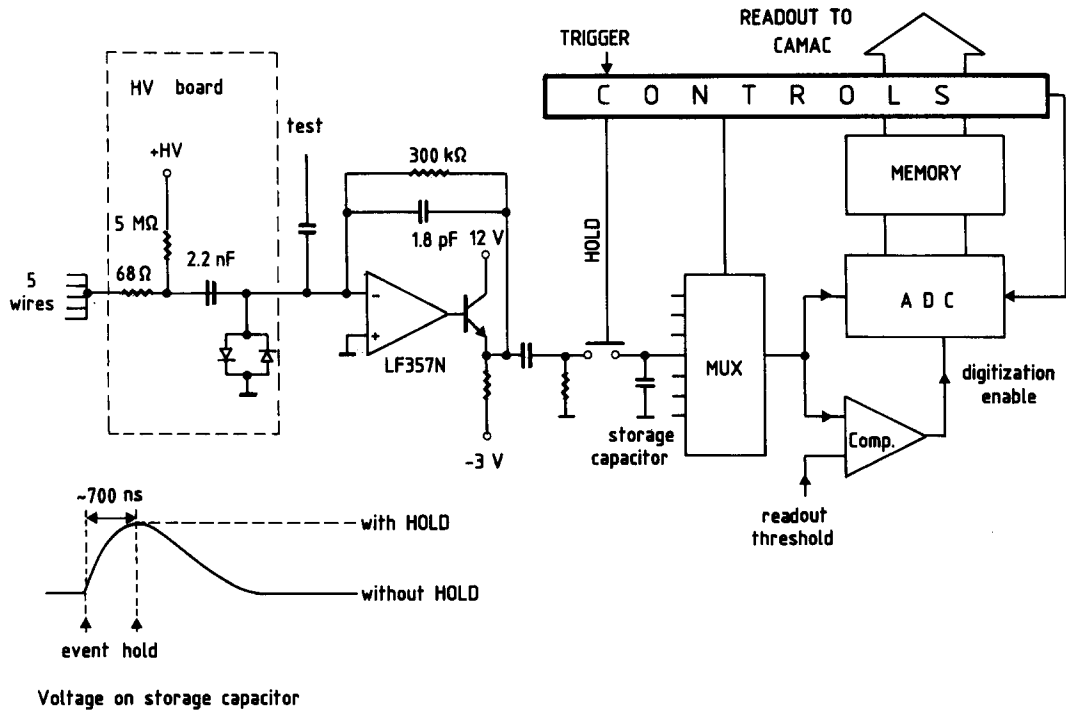 READOUT TO
CAMAC
TRIGGER
CONTROLS
HV board
test
+HV
300 kΩ
MEMORY
5 MΩ
1.8 pF
12 V
HOLD
2.2 nF
68Ω
5
wires
-
+
ADC
LF357N
MUX
digitization
enable
storage
capacitor
Comp.
-3 V
~700 ns
with HOLD
readout
threshold
without HOLD
event hold
Voltage on storage capacitor